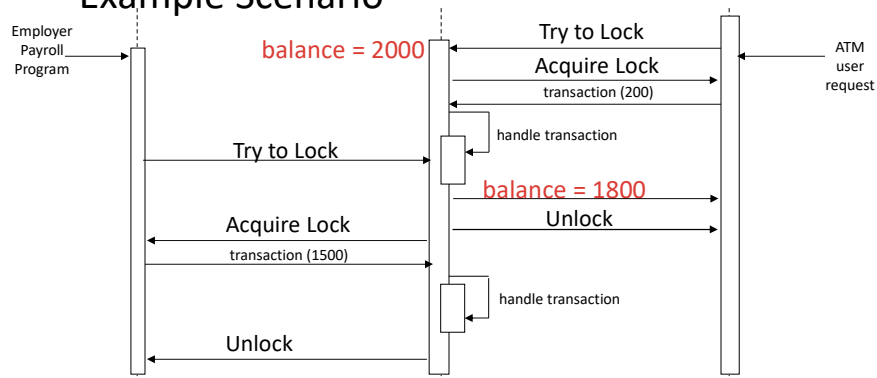 Example Scenario
Employer
Payroll
Program
balance = 2000
Try to Lock
ATM
user
request
Acquire Lock
transaction (200)
handle transaction
Try to Lock
balance = 1800
Unlock
Acquire Lock
transaction (1500)
handle transaction
Unlock